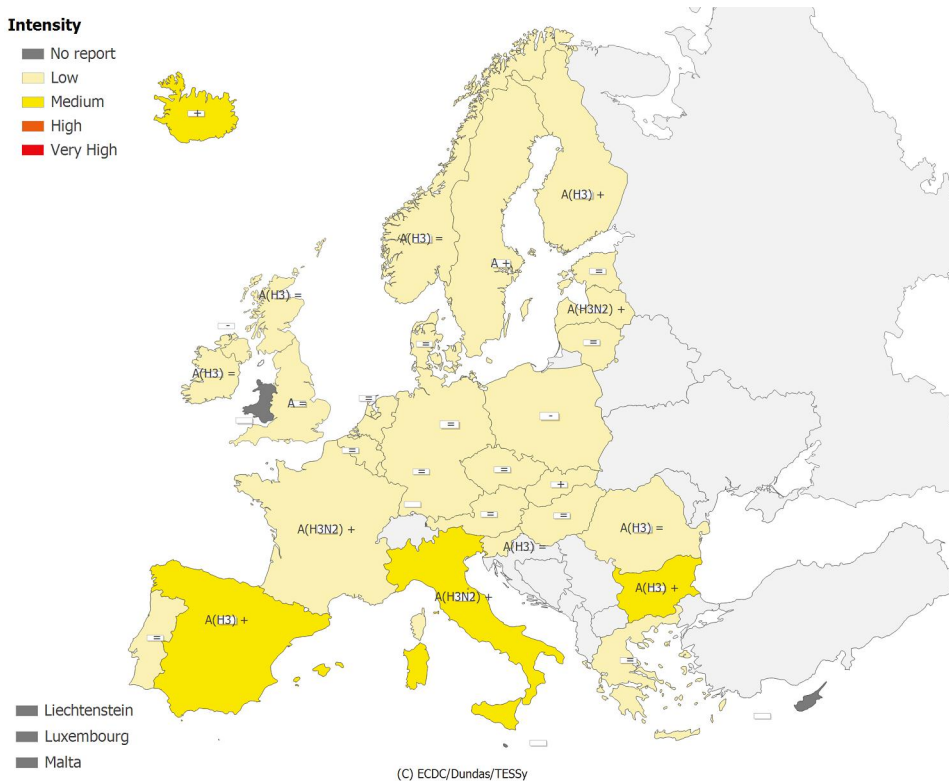 Intensity
No report
Low
Medium
High
Very High
+
A(H3) +
A(H3) =
A +
=
A(H3) =
A(H3N2) +
-
=
=
A(H3) =
=
A =
-
=
=
=
=
+
=
=
A(H3N2) +
A(H3) =
A(H3) =
A(H3) +
A(H3N2) +
A(H3) +
=
=
Liechtenstein
Luxembourg
Malta
(C) ECDC/Dundas/TESSy